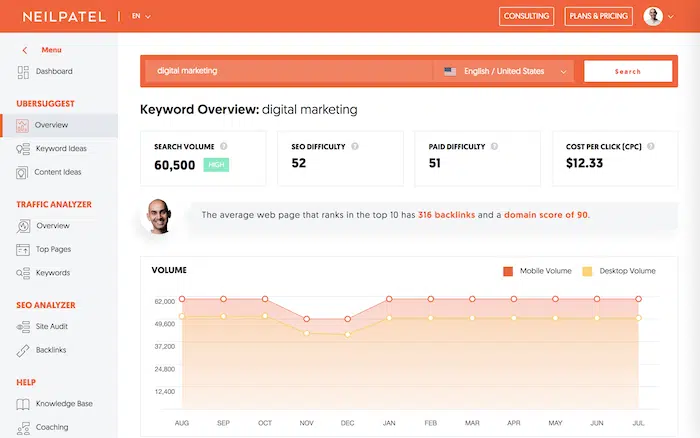 NEILPATEL
EN
CONSULTING
PLANS & PRICING
Menu
Dashboard
UBERSUGGEST
Overview
Keyword Ideas
Content Ideas
TRAFFIC ANALYZER
Overview
Top Pages
Keywords
SEO ANALYZER
Site Audit
Backlinks
HELP
Knowledge Base
Coaching
digital marketing
English / United States
Search
Keyword Overview: digital marketing
SEARCH VOLUME ?
60,500 HIGH
SEO DIFFICULTY ?
52
PAID DIFFICULTY ?
51
COST PER CLICK (CPC) ?
$12.33
The average web page that ranks in the top 10 has 316 backlinks and a domain score of 90.
VOLUME
Mobile Volume
Desktop Volume
62,000
49,600
37,200
24,800
12,400
AUG SEP OCT NOV DEC JAN FEB MAR APR MAY JUN JUL